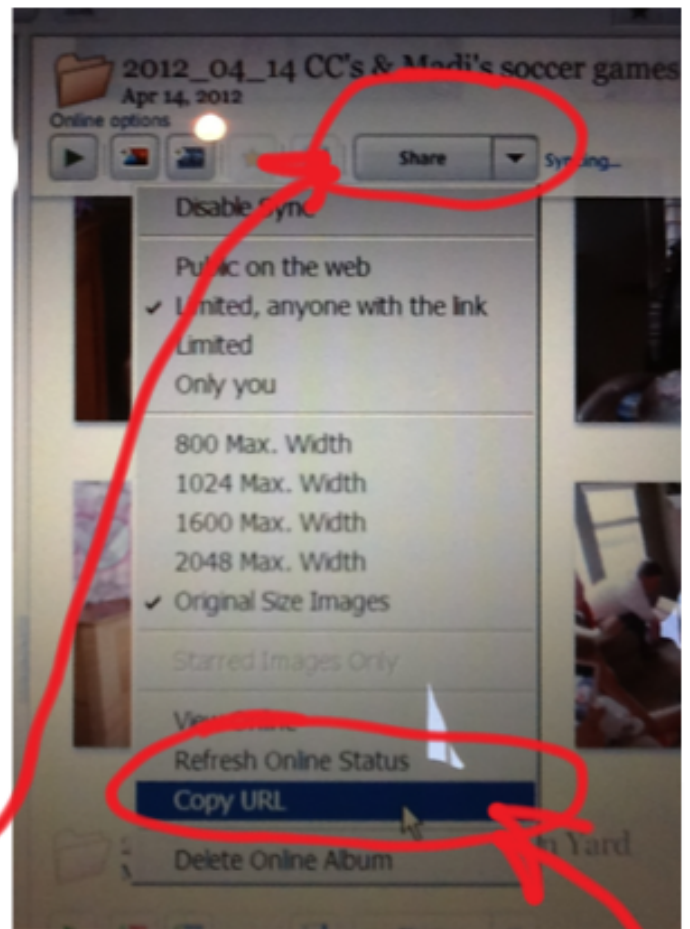 2012_04_14 CC's & Madi's soccer games
Apr 14, 2012
Online options
Share
Syncing...
Disable Sync
Public on the web
Limited, anyone with the link
Limited
Only you
800 Max. Width
1024 Max. Width
1600 Max. Width
2048 Max. Width
Original Size Images
Starred Images Only
View Online
Refresh Online Status
Copy URL
Delete Online Album
Yard